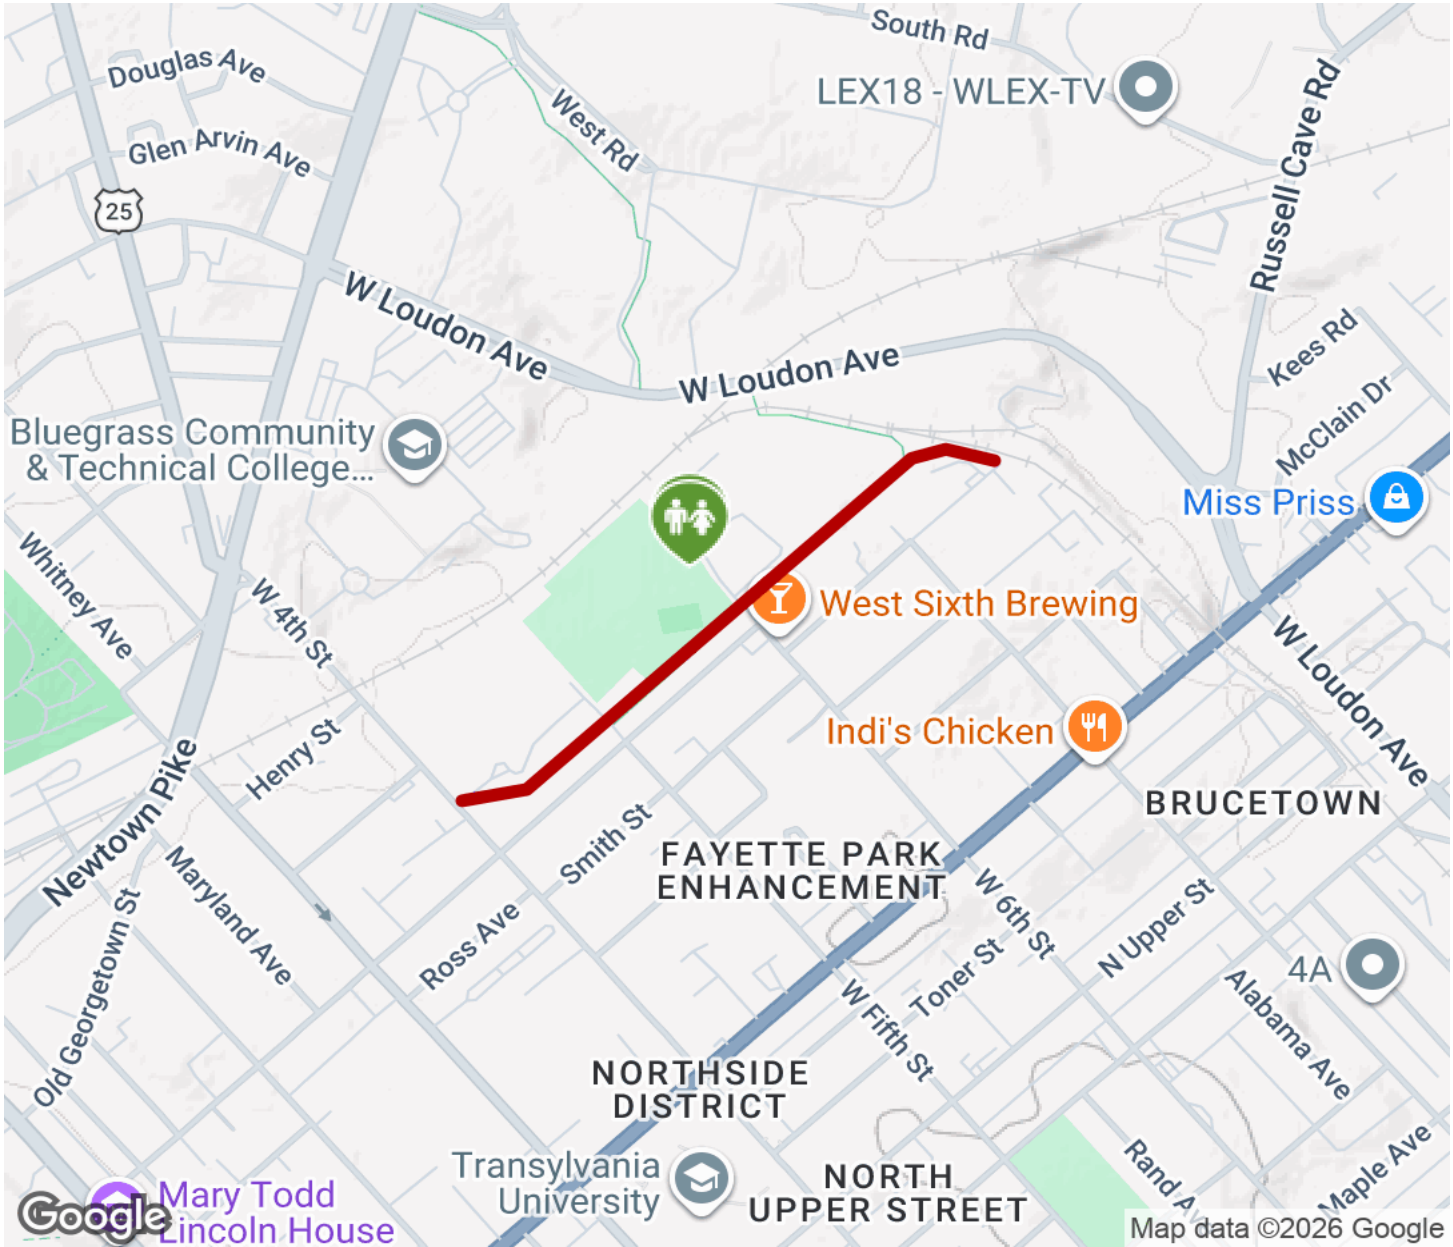 South Rd
Douglas Ave
LEX18 - WLEX-TV
Russell Cave Rd
West Rd
Glen Arvin Ave
25
W Loudon Ave
W Loudon Ave
Kees Rd
McClain Dr
Bluegrass Community
& Technical College...
Miss Priss
Whitney Ave
W 4th St
West Sixth Brewing
W Loudon Ave
Henry St
Indi's Chicken
Newtown Pike
BRUCETOWN
Smith St
FAYETTE PARK
ENHANCEMENT
Maryland Ave
Ross Ave
W 6th St
N Upper St
Old Georgetown St
Toner St
4A
Alabama Ave
W Fifth St
NORTHSIDE
DISTRICT
Transylvania
University
NORTH
UPPER STREET
Rand Av
Maple Ave
Mary Todd
Lincoln House
Google
Map data ©2026 Google